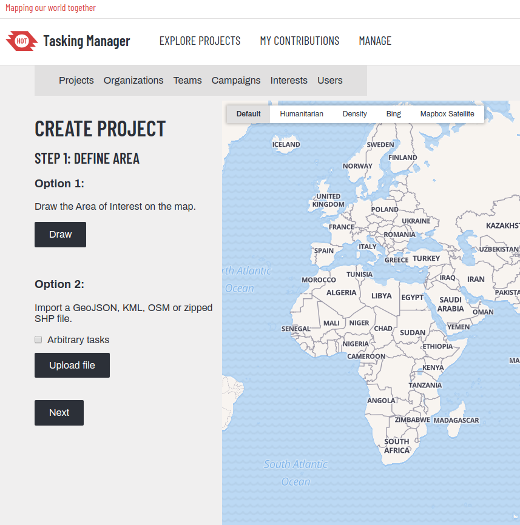 Mapping our world together
HOT Tasking Manager EXPLORE PROJECTS MY CONTRIBUTIONS MANAGE
Projects Organizations Teams Campaigns Interests Users
Default Humanitarian Density Bing Mapbox Satellite
CREATE PROJECT
STEP 1: DEFINE AREA
Option 1:
Draw the Area of Interest on the map.
Draw
Option 2:
Import a GeoJSON, KML, OSM or zipped
SHP file.
Arbitrary tasks
Upload file
Next
ICELAND
SWEDEN
FINLAND
NORWAY
UNITED
KINGDOM
POLAND
UKRAINE
FRANCE
KAZAKHST
ROMANIA
ITALY
SPAIN
UZBEKISTAN
GREECE TURKEY
North Atlantic
Ocean
TUNISIA
MOROCCO
IRAQ IRAN
ALGERIA LIBYA EGYPT
PAKISTA
SAUDI
ARABIA
OMAN
MALI NIGER
CHAD
SENEGAL
SUDAN
YEMEN
NIGERIA
ETHIOPIA
CAMEROON
MA
KENYA
TANZANIA
ANGOLA
ZIMBABWE MADAGASCAR
SOUTH
AFRICA
South Atlantic
Ocean